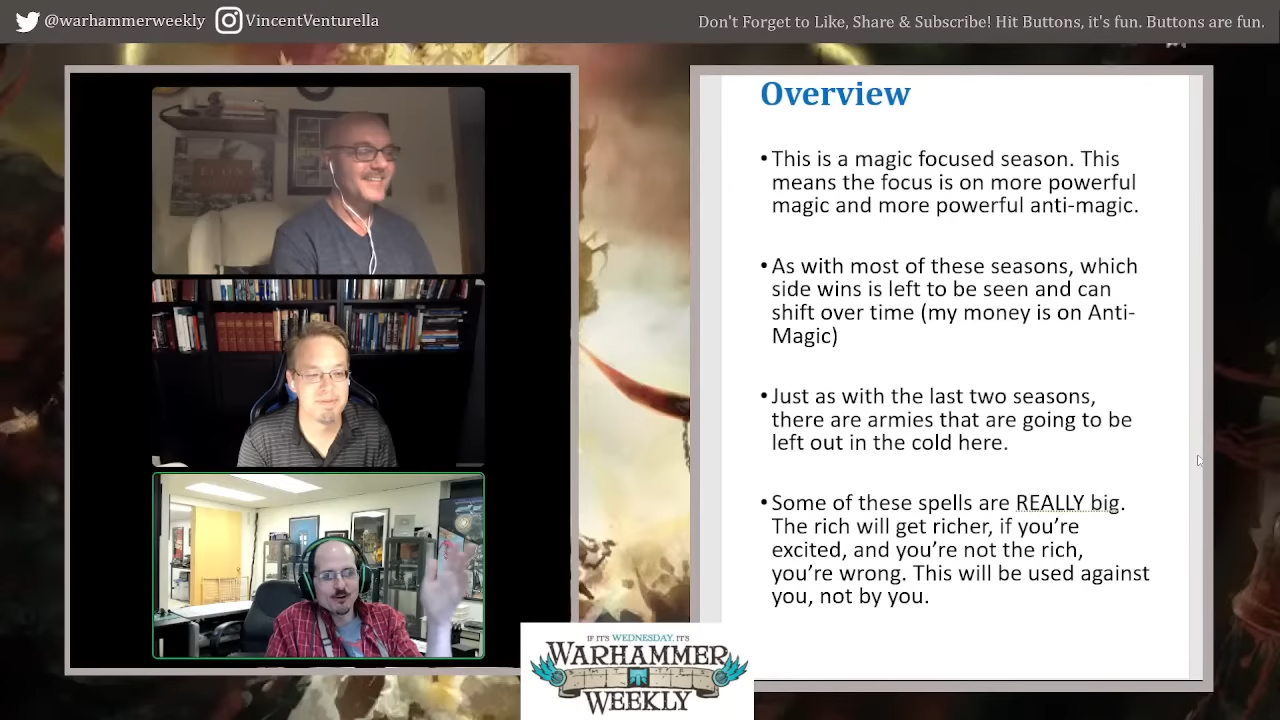 @warhammerweekly VincentVenturella
Don't Forget to Like, Share & Subscribe! Hit Buttons, it's fun. Buttons are fun.
Overview
•This is a magic focused season. This
means the focus is on more powerful
magic and more powerful anti-magic.
•As with most of these seasons, which
side wins is left to be seen and can
shift over time (my money is on Anti-
Magic)
•Just as with the last two seasons,
there are armies that are going to be
left out in the cold here.
•Some of these spells are REALLY big.
The rich will get richer, if you're
excited, and you're not the rich,
you're wrong. This will be used against
you, not by you.
IF IT'S WEDNESDAY, IT'S
WARHAMMER
WEEKLY